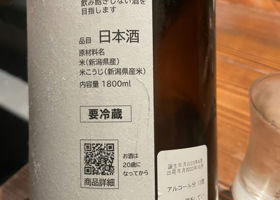 飲み飽きしない酒を
目指します
品目 日本酒
原材料名
米(新潟県産)
米こうじ(新潟県産米)
内容量 1800ml
要冷蔵
お酒は
20歳に
なってから
商品詳細
アルコール分